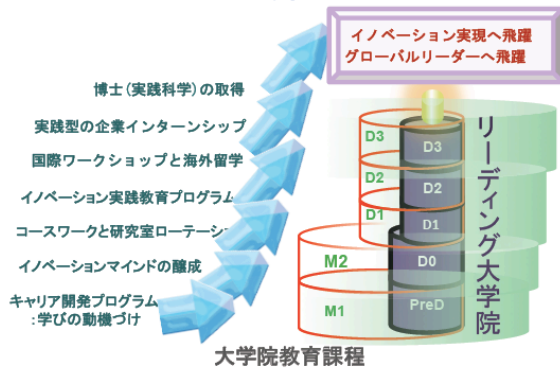 イノベーション実現へ飛躍
グローバルリーダーへ飛躍
博士(実践科学)の取得
実践型の企業インターンシップ
国際ワークショップと海外留学
イノベーション実践教育プログラム
コースワークと研究室ローテーシ
イノベーションマインドの醸成
キャリア開発プログラム
:学びの動機づけ
D3
D2
D1
M2
M1
D3
D2
D1
D0
PreD
リーディング大学院
大学院教育課程